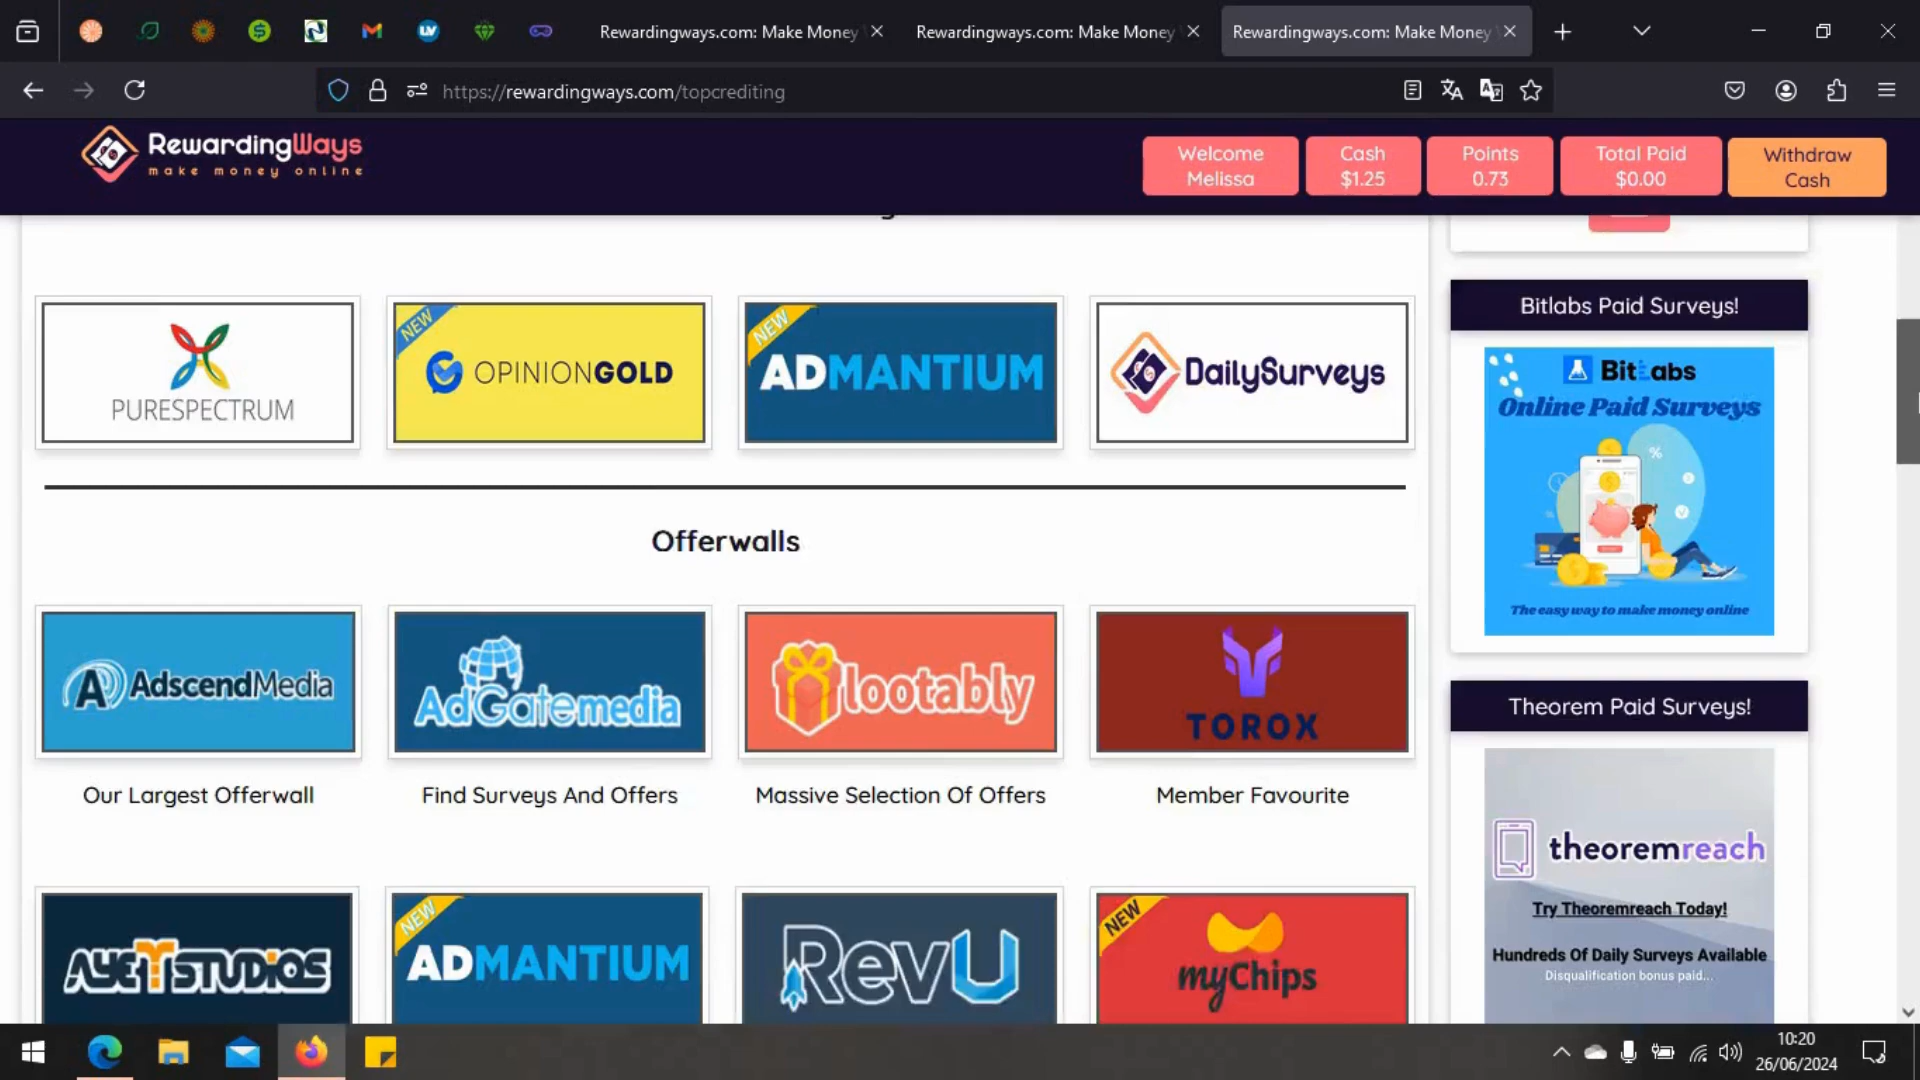 Rewardingways.com: Make Money
Rewardingways.com: Make Money
Rewardingways.com: Make Money
https://rewardingways.com/topcrediting
RewardingWays
make money online
Welcome
Melissa
Cash
$1.25
Points
0.73
Total Paid
$0.00
Withdraw
Cash
PURESPECTRUM
NEW
OPINIONGOLD
NEW
ADMANTIUM
DailySurveys
Offerwalls
AdscendMedia
AdGatemedia
lootably
TOROX
Our Largest Offerwall
Find Surveys And Offers
Massive Selection Of Offers
Member Favourite
AYETSTUDIOS
NEW
ADMANTIUM
RevU
NEW
myChips
Bitlabs Paid Surveys!
BitLabs
Online Paid Surveys
%
The easy way to make money online
Theorem Paid Surveys!
theoremreach
Try Theoremreach Today!
Hundreds Of Daily Surveys Available
Disqualification bonus paid...
10:20
26/06/2024